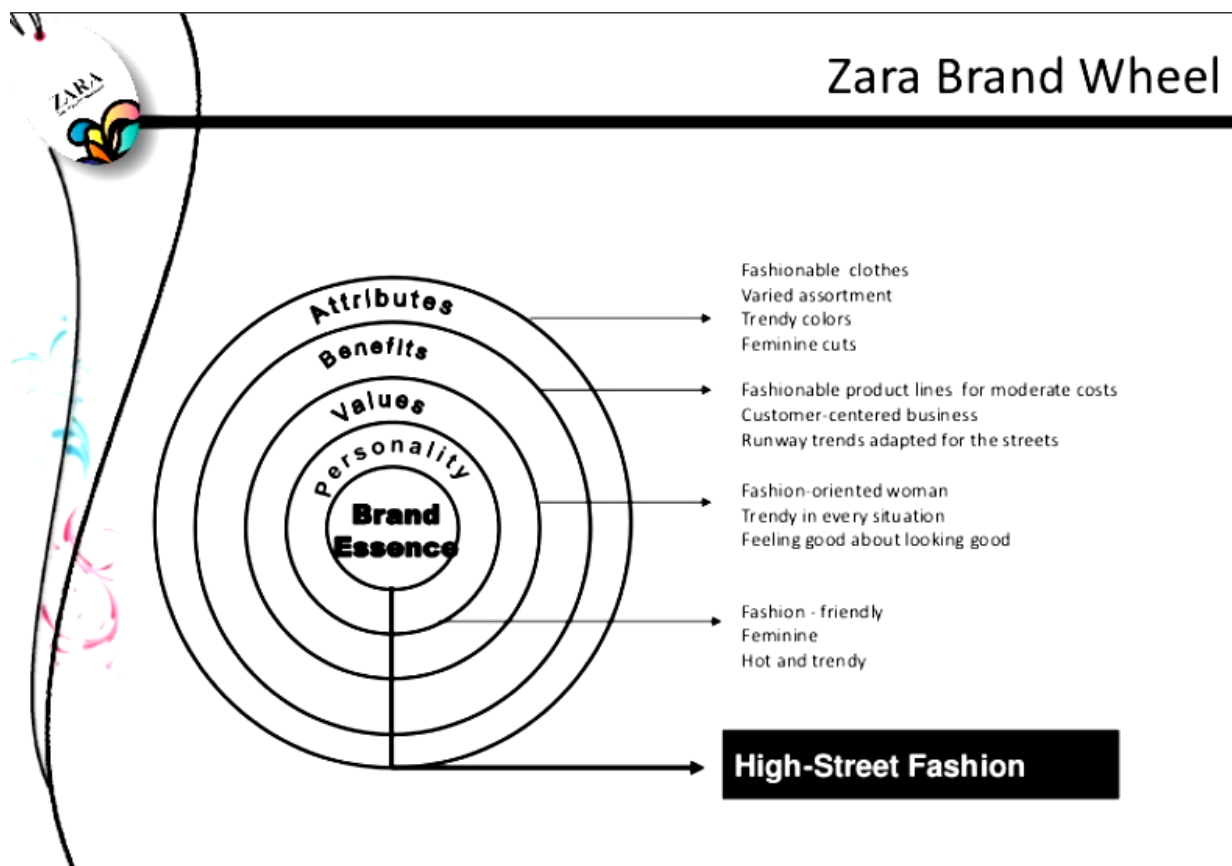 ZARA
Zara Brand Wheel
Attributes
Benefits
Values
Personality
Brand
Essence
Fashionable clothes
Varied assortment
Trendy colors
Feminine cuts
Fashionable product lines for moderate costs
Customer-centered business
Runway trends adapted for the streets
Fashion-oriented woman
Trendy in every situation
Feeling good about looking good
Fashion - friendly
Feminine
Hot and trendy
High-Street Fashion